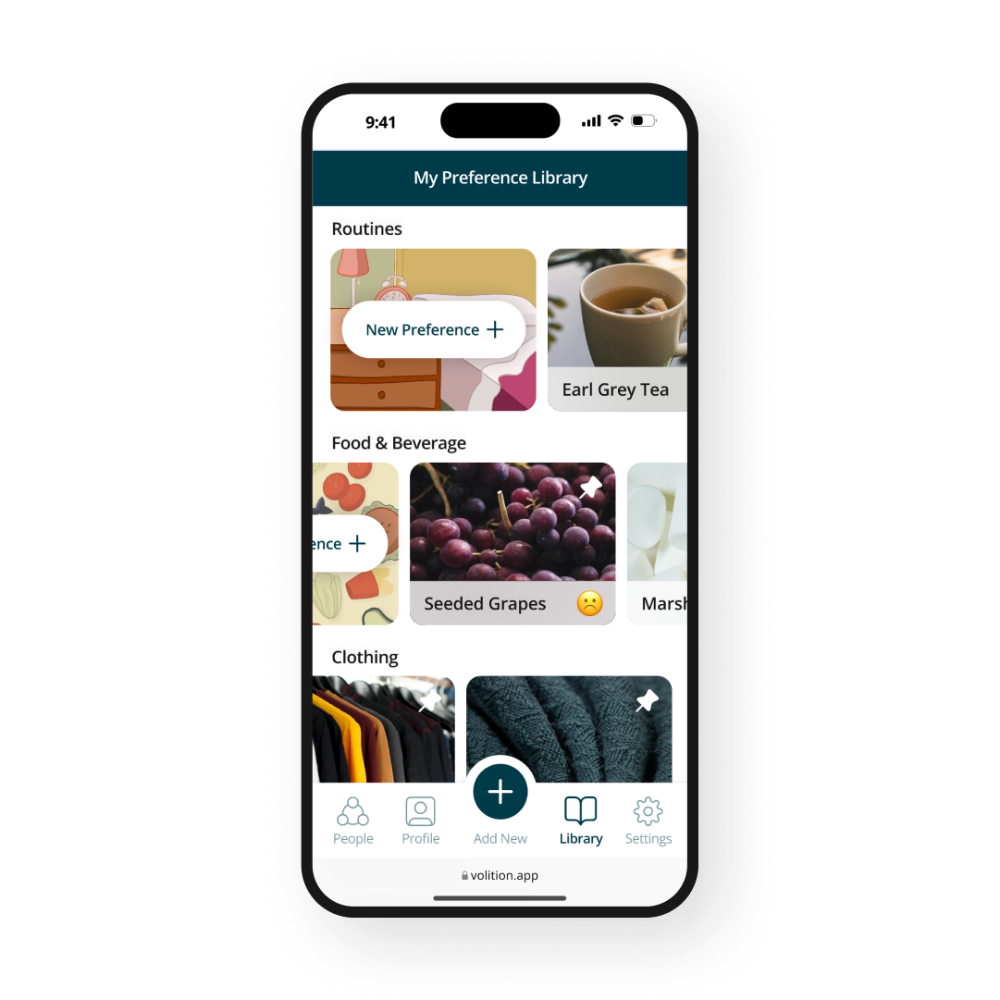 9:41
My Preference Library
Routines
New Preference
Earl Grey Tea
Food & Beverage
ence
Seeded Grapes
Marsh
Clothing
People
Profile
Add New
Library
Settings
volition.app